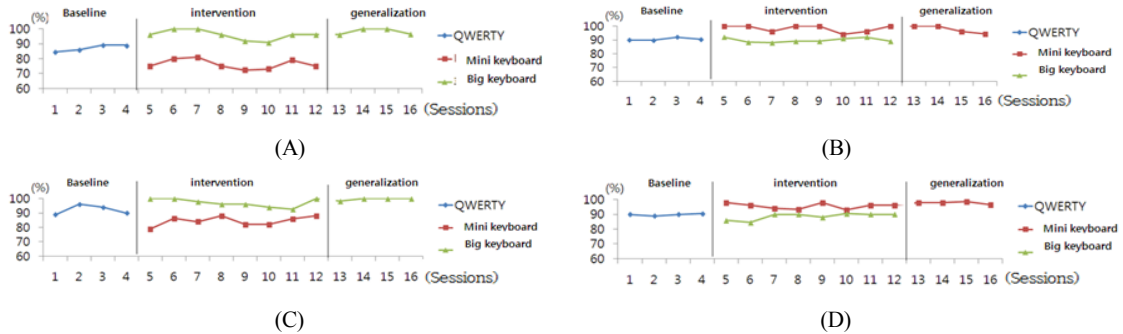 (%) Baseline intervention generalization
100
90
80
70
60
QWERTY
Mini keyboard
Big keyboard
1 2 3 4 5 6 7 8 9 10 11 12 13 14 15 16 (Sessions)
(A)
(%) Baseline intervention generalization
100
90
80
70
60
QWERTY
Mini keyboard
Big keyboard
1 2 3 4 5 6 7 8 9 10 11 12 13 14 15 16 (Sessions)
(B)
(%) Baseline intervention generalization
100
90
80
70
60
QWERTY
Mini keyboard
Big keyboard
1 2 3 4 5 6 7 8 9 10 11 12 13 14 15 16 (Sessions)
(C)
(%) Baseline intervention generalization
100
90
80
70
60
QWERTY
Mini keyboard
Big keyboard
1 2 3 4 5 6 7 8 9 10 11 12 13 14 15 16 (Sessions)
(D)